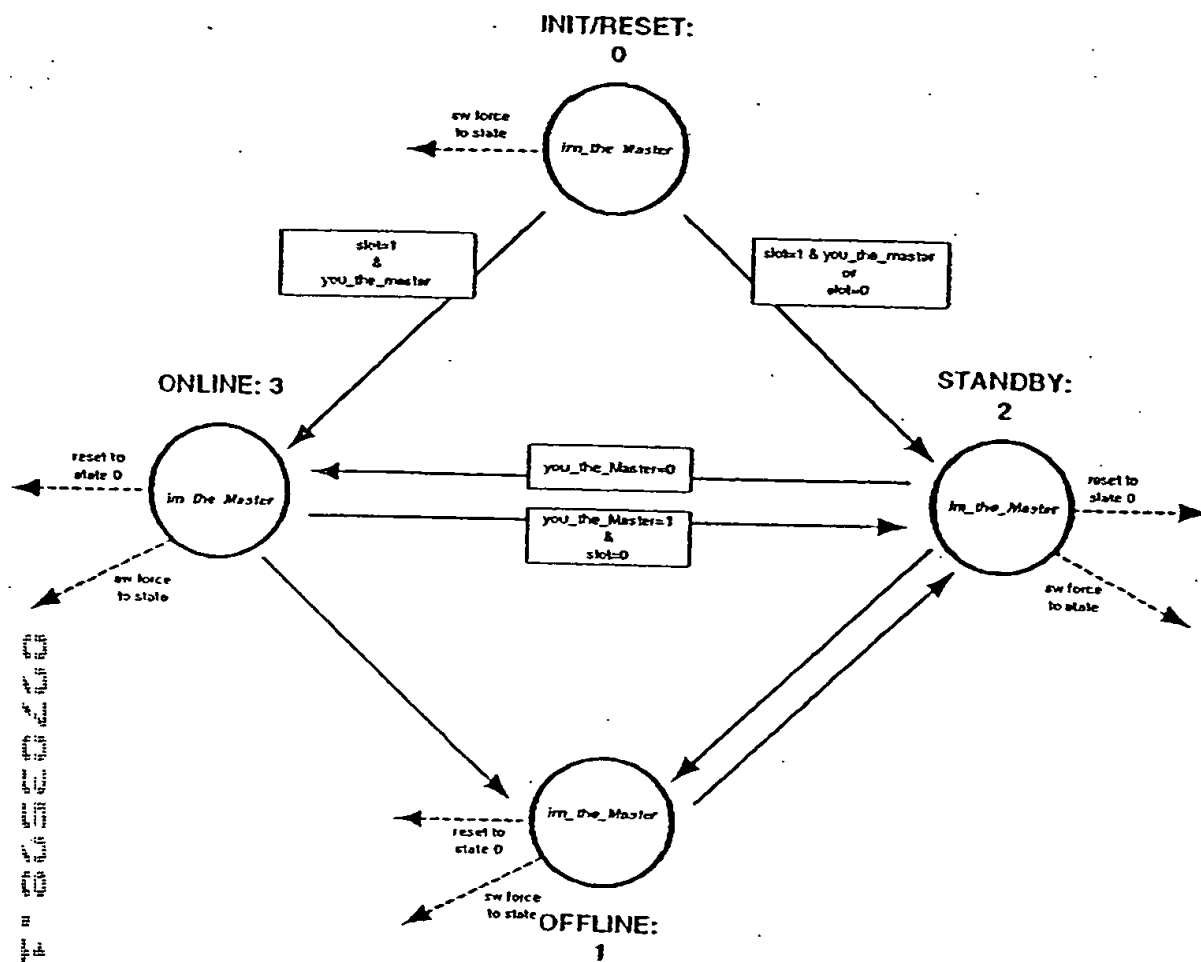 INIT/RESET:
0
sw force
to state
im_the_Master
slot=1
&
you_the_master
slot=1 & you_the_master
or
slot=0
ONLINE: 3
STANDBY:
2
reset to
state 0
im_the_Master
you_the_Master=0
you_the_Master=1
&
slot=0
im_the_Master
reset to
state 0
sw force
to state
sw force
to state
im_the_Master
reset to
state 0
sw force
to state
OFFLINE:
1